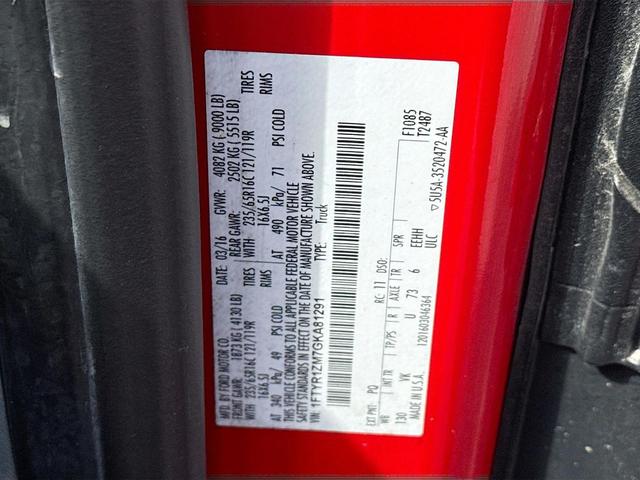 MFD. BY FORD MOTOR CO.
DATE: 03/16 GVWR: 4082 KG ( 9000 LB)
FRONT GAWR: 1873 KG ( 4130 LB) REAR GAWR: 2502 KG ( 5515 LB)
WITH 235/65R16C 121/119R TIRES WITH 235/65R16C 121/119R TIRES
16X6.5J RIMS 16X6.5J RIMS
AT 340 kPa/ 49 PSI COLD AT 490 kPa/ 71 PSI COLD
THIS VEHICLE CONFORMS TO ALL APPLICABLE FEDERAL MOTOR VEHICLE
SAFETY STANDARDS IN EFFECT ON THE DATE OF MANUFACTURE SHOWN ABOVE.
VIN: 1FTYR1ZM7GKA81291 TYPE: Truck
EXT PNT: PQ RC: 11 DSO: F1085
WB INT TR TP/PS R AXLE TR SPR T2487
130 VK U 73 6 EEHH
MADE IN U.S.A. 1201603046364 ULC ▽5U5A-3520472-AA